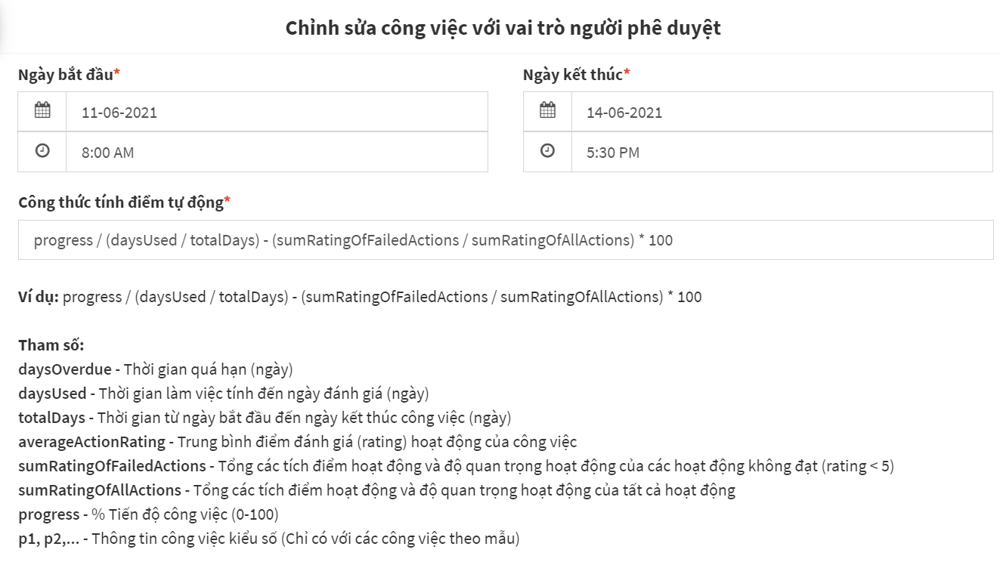 Chỉnh sửa công việc với vai trò người phê duyệt
Ngày bắt đầu* Ngày kết thúc*
11-06-2021 14-06-2021
8:00 AM 5:30 PM
Công thức tính điểm tự động*
progress / (daysUsed / totalDays) - (sumRatingOfFailedActions / sumRatingOfAllActions) * 100
Ví dụ: progress / (daysUsed / totalDays) - (sumRatingOfFailedActions / sumRatingOfAllActions) * 100
Tham số:
daysOverdue - Thời gian quá hạn (ngày)
daysUsed - Thời gian làm việc tính đến ngày đánh giá (ngày)
totalDays - Thời gian từ ngày bắt đầu đến ngày kết thúc công việc (ngày)
averageActionRating - Trung bình điểm đánh giá (rating) hoạt động của công việc
sumRatingOfFailedActions - Tổng các tích điểm hoạt động và độ quan trọng hoạt động của các hoạt động không đạt (rating < 5)
sumRatingOfAllActions - Tổng các tích điểm hoạt động và độ quan trọng hoạt động của tất cả hoạt động
progress - % Tiến độ công việc (0-100)
p1, p2,... - Thông tin công việc kiểu số (Chỉ có với các công việc theo mẫu)